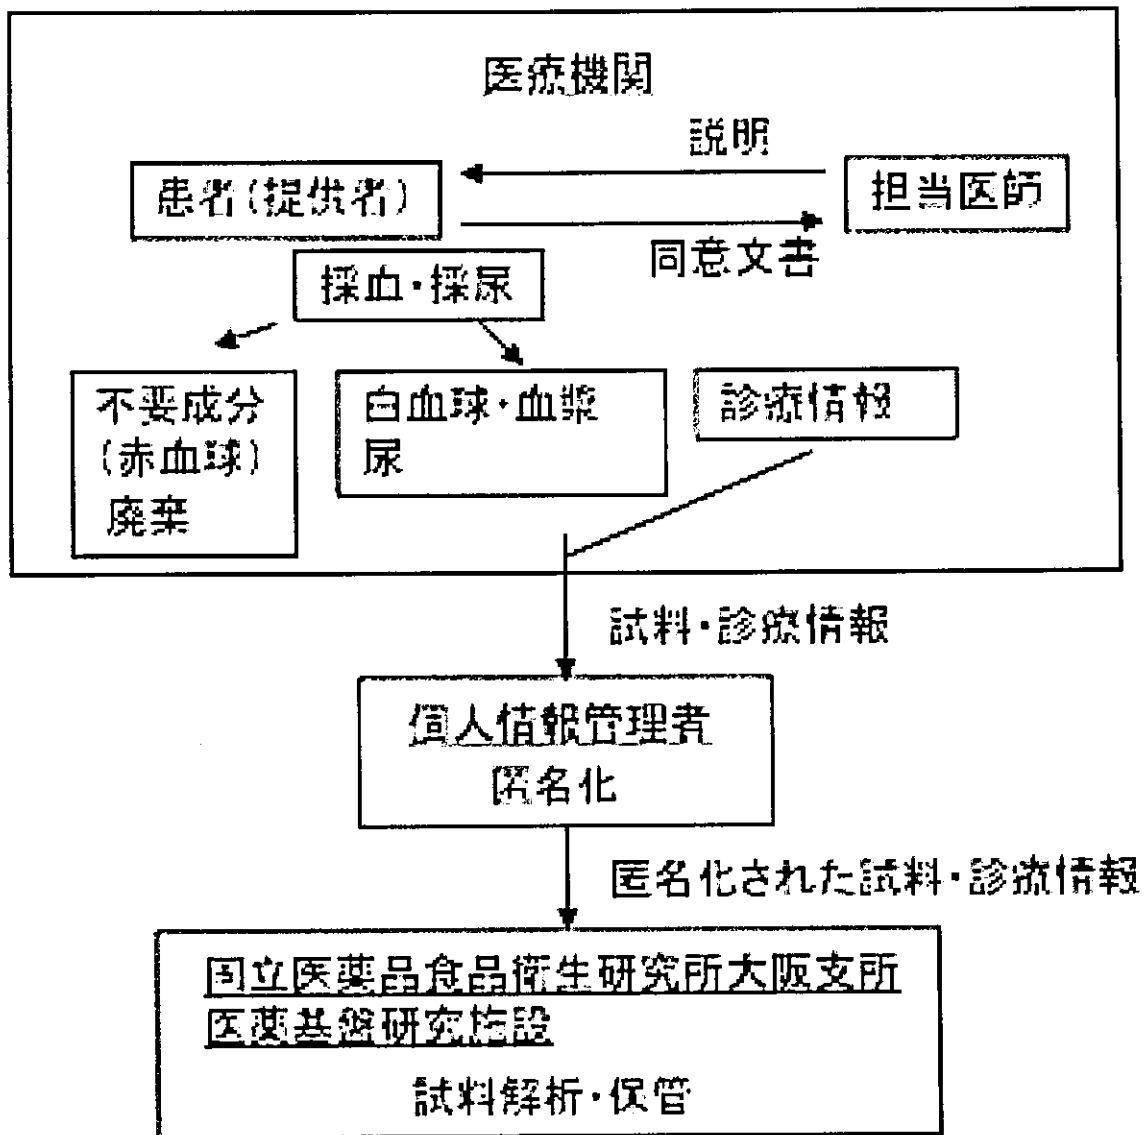 医療機関
説明
患者(提供者)
担当医師
同意文書
採血・採尿
不要成分
(赤血球)
廃棄
白血球・血漿
尿
診療情報
試料・診療情報
個人情報管理者
匿名化
匿名化された試料・診療情報
国立医薬品食品衛生研究所大阪支所
医薬基盤研究施設
試料解析・保管